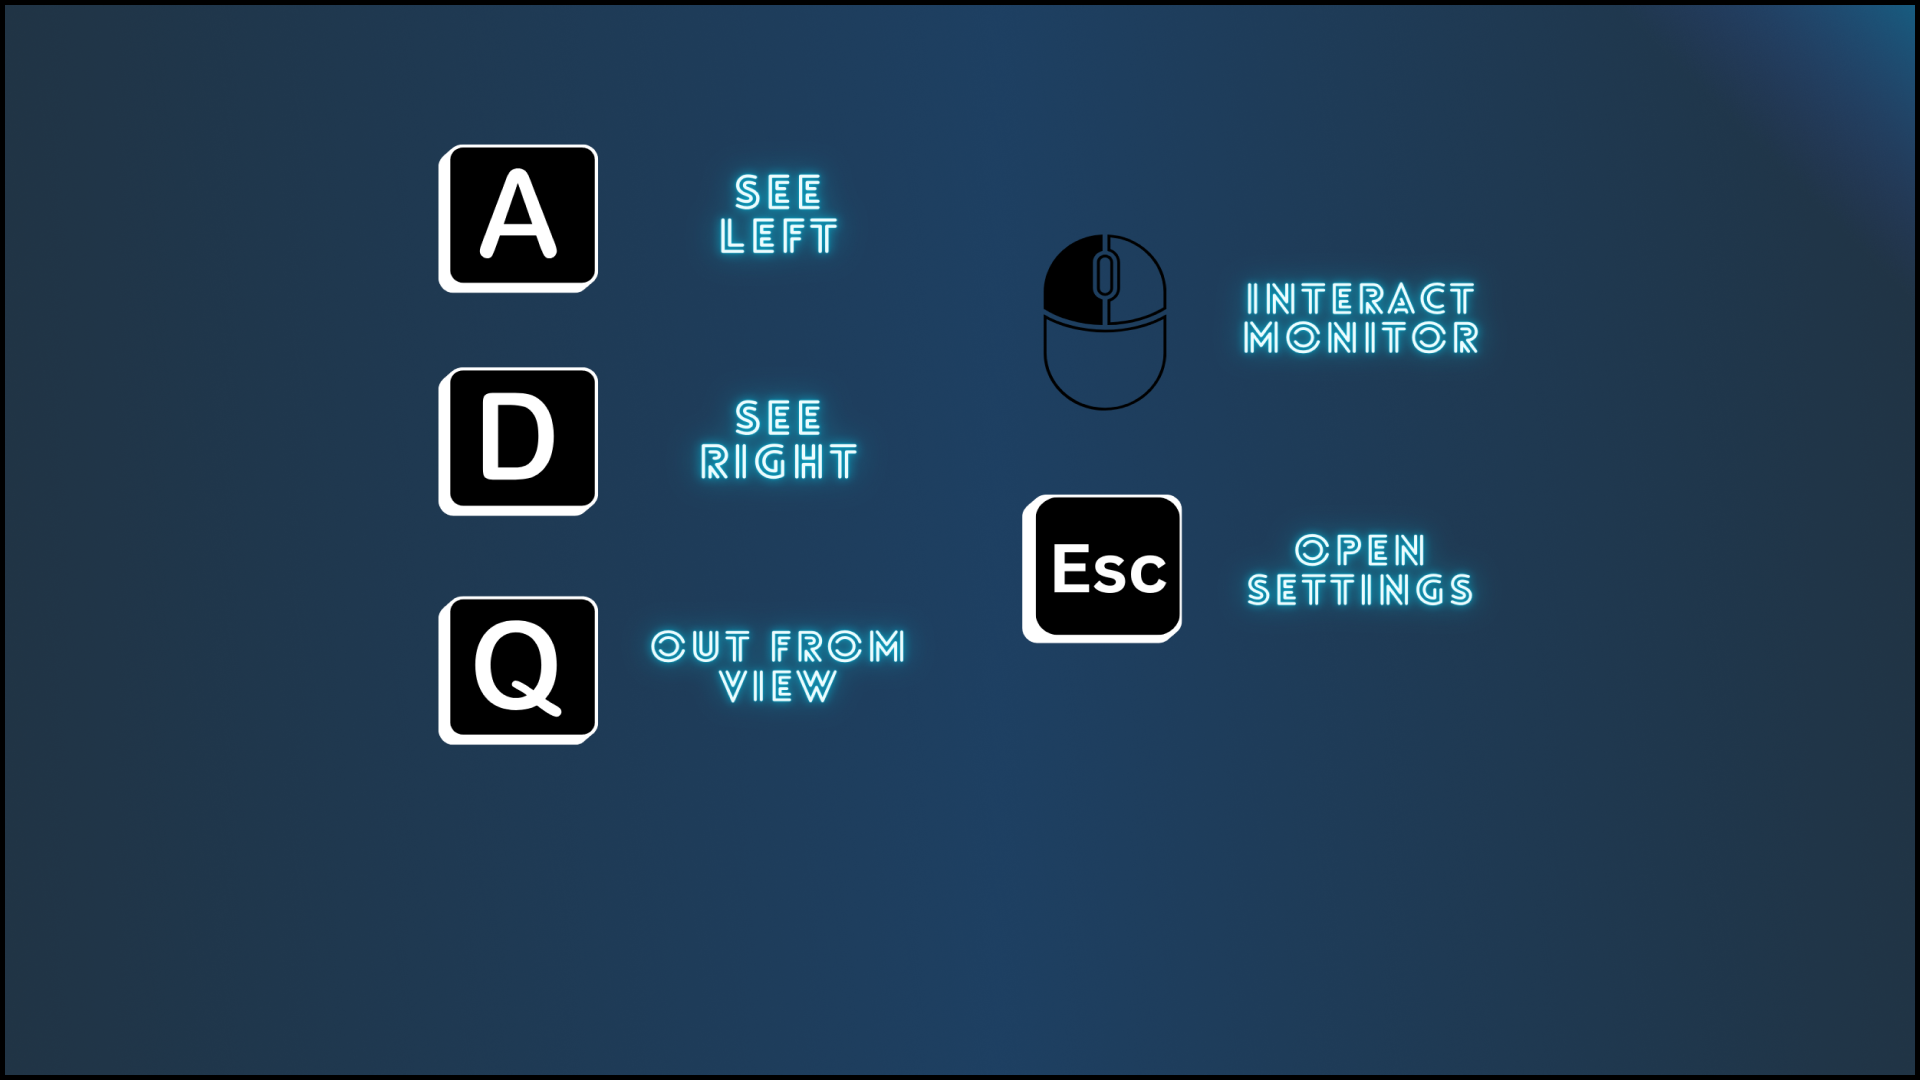 A
SEE
LEFT
D
SEE
RIGHT
Q
OUT FROM
VIEW
INTERACT
MONITOR
Esc
OPEN
SETTINGS